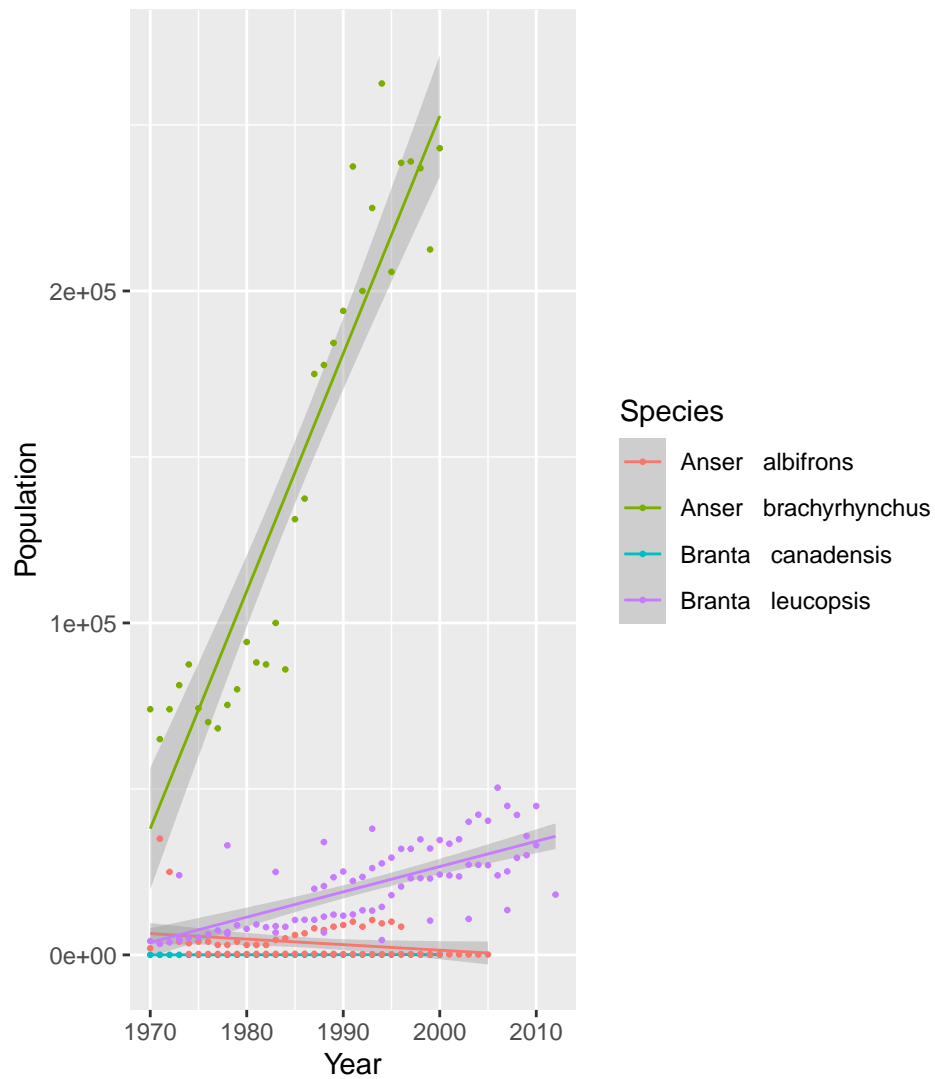 2e+05
1e+05
0e+00
Population
1970 1980 1990 2000 2010
Year
Species
Anser albifrons
Anser brachyrhynchus
Branta canadensis
Branta leucopsis